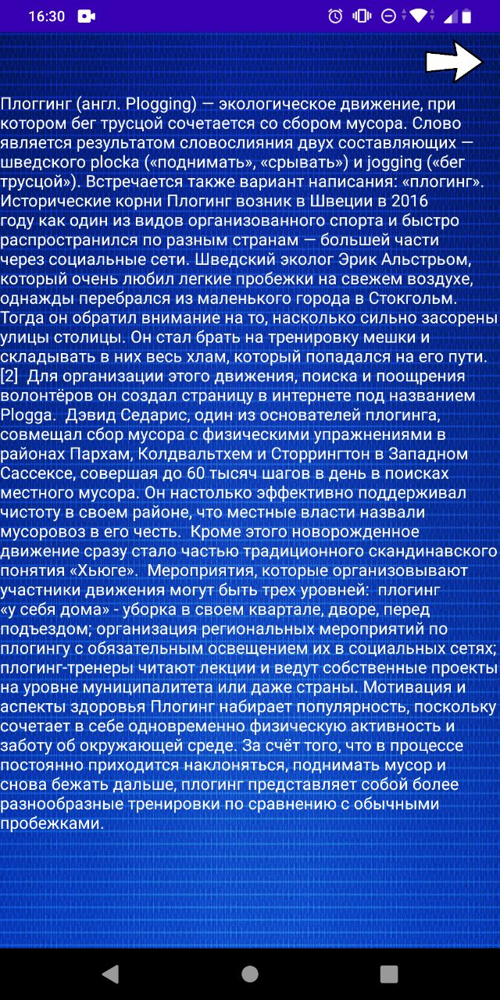 16:30
Плоггинг (англ. Plogging) — экологическое движение, при
котором бег трусцой сочетается со сбором мусора. Слово
является результатом словослияния двух составляющих —
шведского plocka («поднимать», «срывать») и jogging («бег
трусцой»). Встречается также вариант написания: «плогинг».
Исторические корни Плогинг возник в Швеции в 2016
году как один из видов организованного спорта и быстро
распространился по разным странам — большей части
через социальные сети. Шведский эколог Эрик Альстрьом,
который очень любил легкие пробежки на свежем воздухе,
однажды перебрался из маленького города в Стокгольм.
Тогда он обратил внимание на то, насколько сильно засорены
улицы столицы. Он стал брать на тренировку мешки и
складывать в них весь хлам, который попадался на его пути.
[2]  Для организации этого движения, поиска и поощрения
волонтёров он создал страницу в интернете под названием
Plogga.  Дэвид Седарис, один из основателей плогинга,
совмещал сбор мусора с физическими упражнениями в
районах Пархам, Колдвальтхем и Сторрингтон в Западном
Сассексе, совершая до 60 тысяч шагов в день в поисках
местного мусора. Он настолько эффективно поддерживал
чистоту в своем районе, что местные власти назвали
мусоровоз в его честь.  Кроме этого новорожденное
движение сразу стало частью традиционного скандинавского
понятия «Хьюге».  Мероприятия, которые организовывают
участники движения могут быть трех уровней:  плогинг
«у себя дома» - уборка в своем квартале, дворе, перед
подъездом; организация региональных мероприятий по
плогингу с обязательным освещением их в социальных сетях;
плогинг-тренеры читают лекции и ведут собственные проекты
на уровне муниципалитета или даже страны. Мотивация и
аспекты здоровья Плогинг набирает популярность, поскольку
сочетает в себе одновременно физическую активность и
заботу об окружающей среде. За счёт того, что в процессе
постоянно приходится наклоняться, поднимать мусор и
снова бежать дальше, плогинг представляет собой более
разнообразные тренировки по сравнению с обычными
пробежками.